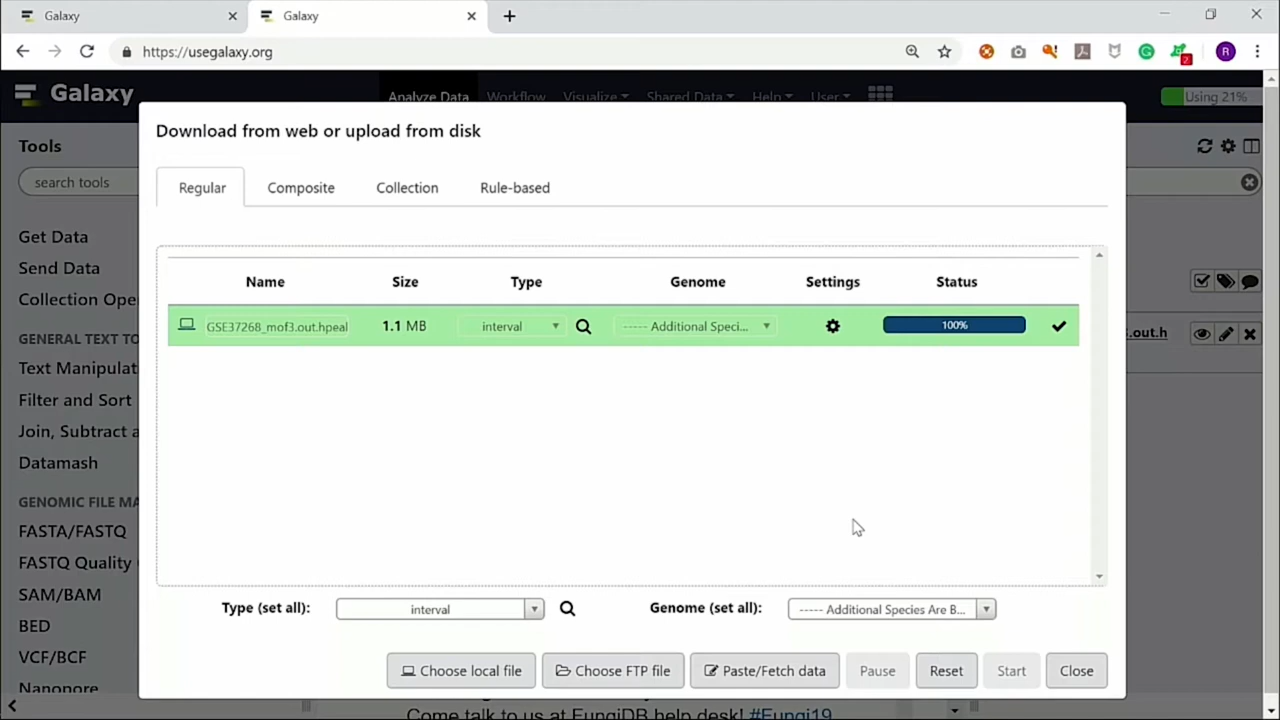 Galaxy
Galaxy
https://usegalaxy.org
2
R
Galaxy
Analyze Data Workflow Visualize Shared Data Help User
Using 21%
Download from web or upload from disk
Tools
search tools
Regular Composite Collection Rule-based
Get Data
Send Data
Collection Ope
GENERAL TEXT TO
Text Manipulat
Filter and Sort
Join, Subtract a
Datamash
GENOMIC FILE MA
FASTA/FASTQ
FASTQ Quality
SAM/BAM
BED
VCF/BCF
Nanopore
Name Size Type Genome Settings Status
GSE37268_mof3.out.hpeal 1.1 MB interval ----- Additional Speci... 100%
3.out.h
Type (set all): interval Genome (set all): ----- Additional Species Are B...
Choose local file Choose FTP file Paste/Fetch data Pause Reset Start Close
Come talk to us at FungiDB help desk! #Fungi19